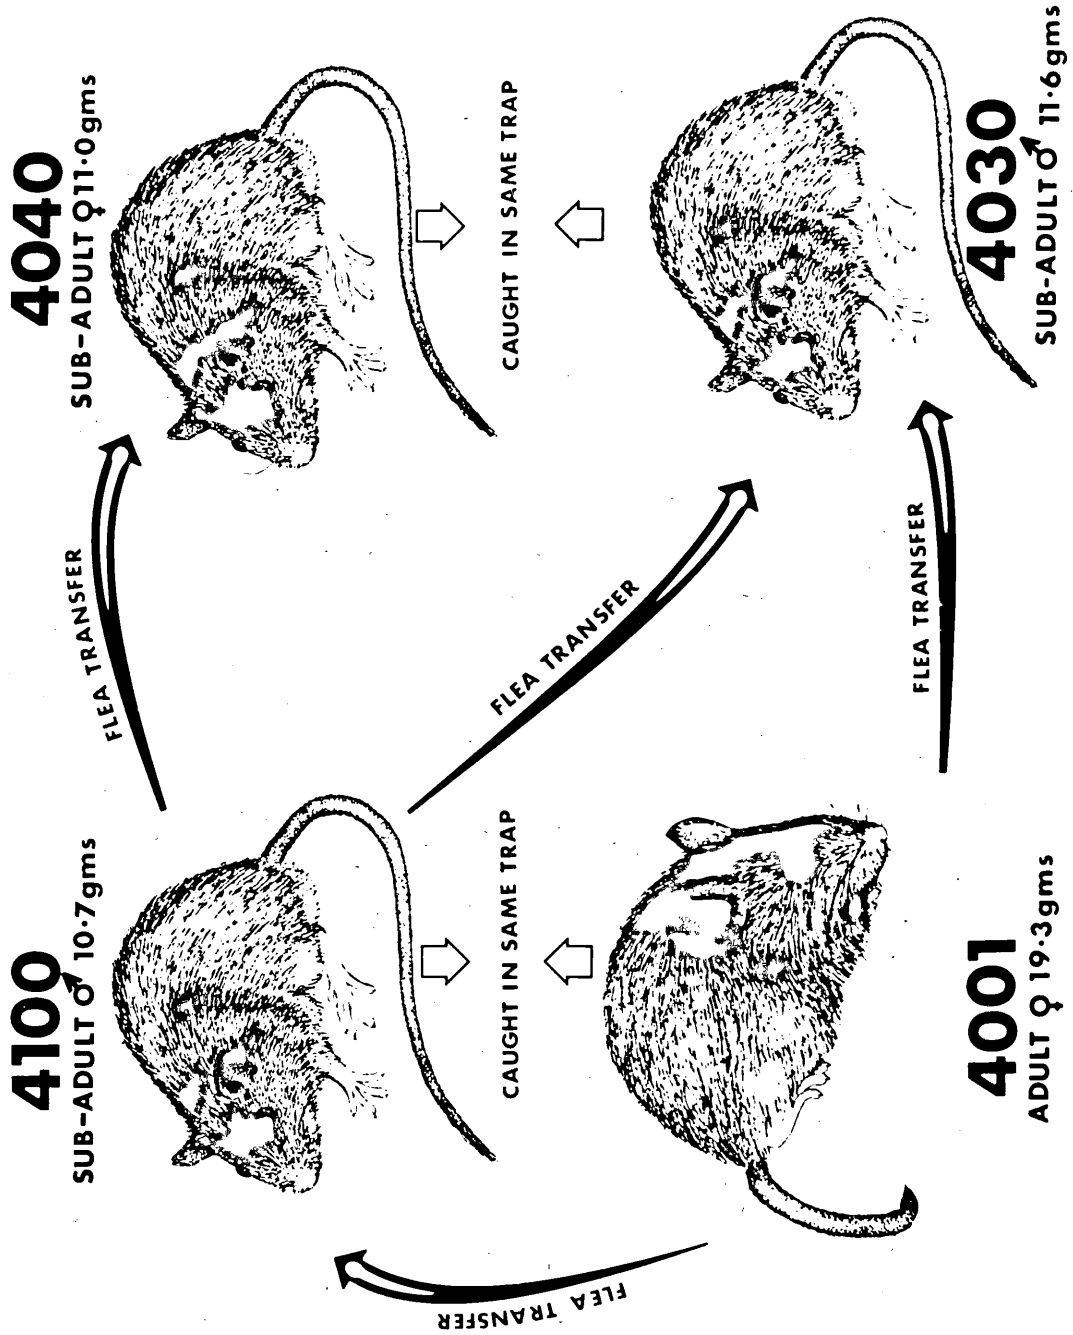 4100
SUB-ADULT ♂ 10·7gms
4040
SUB-ADULT ♀ 11·0gms
FLEA TRANSFER
CAUGHT IN SAME TRAP
CAUGHT IN SAME TRAP
FLEA TRANSFER
FLEA TRANSFER
FLEA TRANSFER
4001
ADULT ♀ 19·3gms
4030
SUB-ADULT ♂ 11·6gms